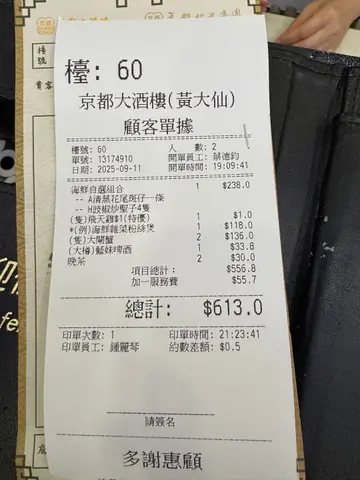 檯: 60
京都大酒樓(黃大仙)
顧客單據
檯號: 60 人 數: 2
單號: 13174910 開單員工: 蔡德鈞
日期: 2025-09-11 開單時間: 19:09:41
海鮮自選組合 1 $238.0
-- A清蒸花尾斑仔一條
-- H豉椒炒聖子4隻
(隻)飛天雞$1(特優) 1 $1.0
*(例)海鮮雜菜粉絲煲 1 $118.0
(隻)大閘蟹 2 $136.0
(大樽)藍妹啤酒 1 $33.8
晚茶 2 $30.0
項目總計: $556.8
加一服務費 $55.7
總計: $613.0
印單次數: 1 印單時間: 21:23:41
印單員工: 鍾麗琴 約數差額: $0.5
請簽名
多謝惠顧